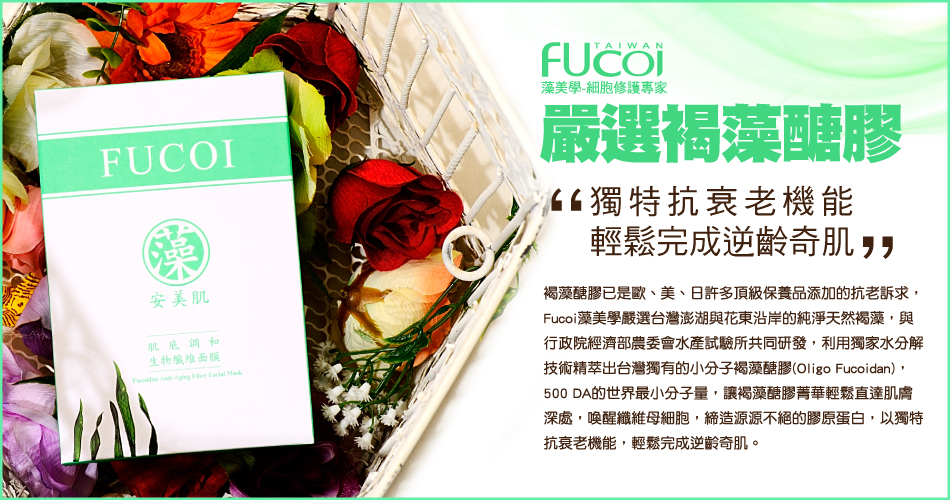 FUCOI
藻
安美肌
肌底調和
生物纖維面膜
Fucoidan Anti-Aging Fiber Facial Mask
TAIWAN
FUCOI
藻美學-細胞修護專家
嚴選褐藻醣膠
“獨特抗衰老機能
輕鬆完成逆齡奇肌”
褐藻醣膠已是歐、美、日許多頂級保養品添加的抗老訴求，
Fucoi藻美學嚴選台灣澎湖與花東沿岸的純淨天然褐藻，與
行政院經濟部農委會水產試驗所共同研發，利用獨家水分解
技術精萃出台灣獨有的小分子褐藻醣膠(Oligo Fucoidan)，
500 DA的世界最小分子量，讓褐藻醣膠菁華輕鬆直達肌膚
深處，喚醒纖維母細胞，締造源源不絕的膠原蛋白，以獨特
抗衰老機能，輕鬆完成逆齡奇肌。